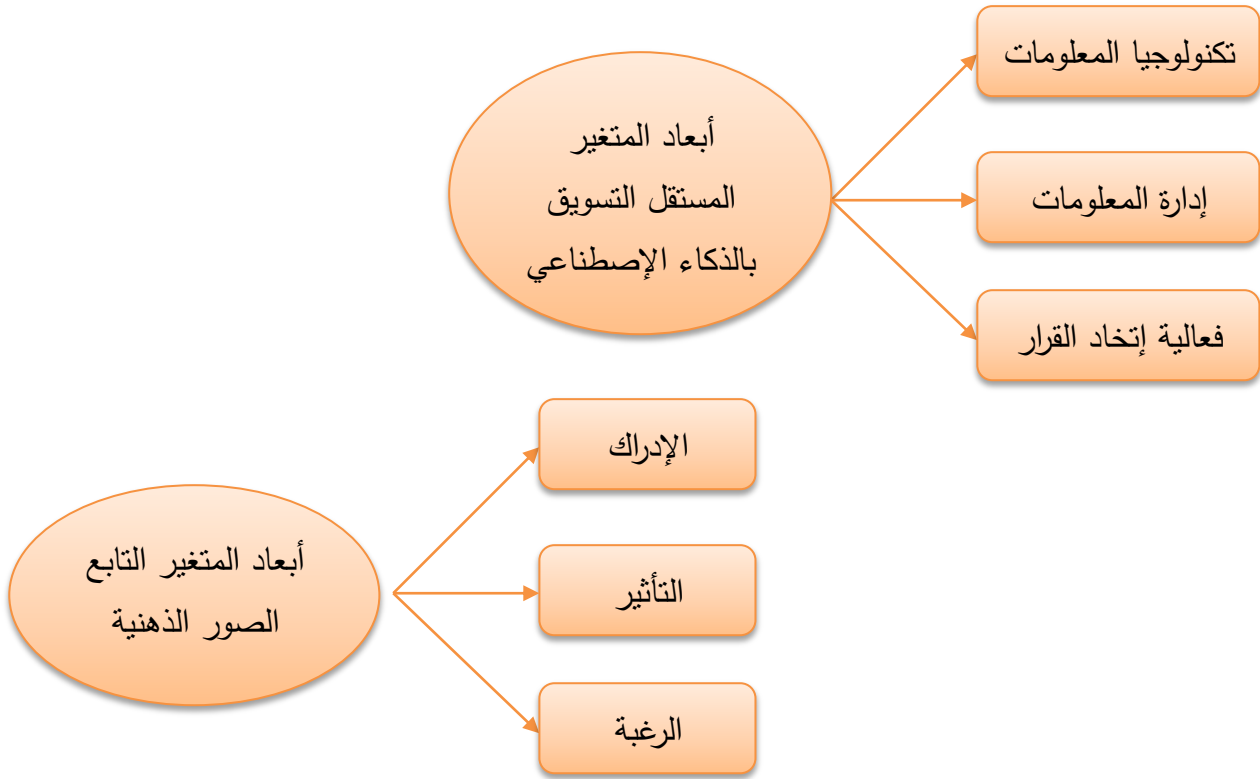 أبعاد المتغير
المستقل التسويق
بالذكاء الإصطناعي
تكنولوجيا المعلومات
إدارة المعلومات
فعالية إتخاد القرار
أبعاد المتغير التابع
الصور الذهنية
الإدراك
التأثير
الرغبة